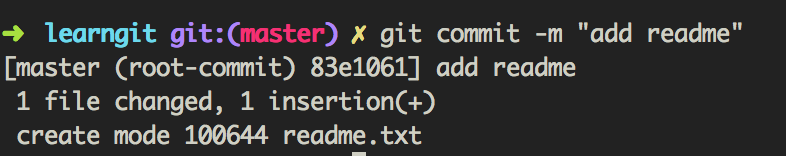 ➜ learngit git:(master) ✗ git commit -m "add readme"
[master (root-commit) 83e1061] add readme
 1 file changed, 1 insertion(+)
 create mode 100644 readme.txt